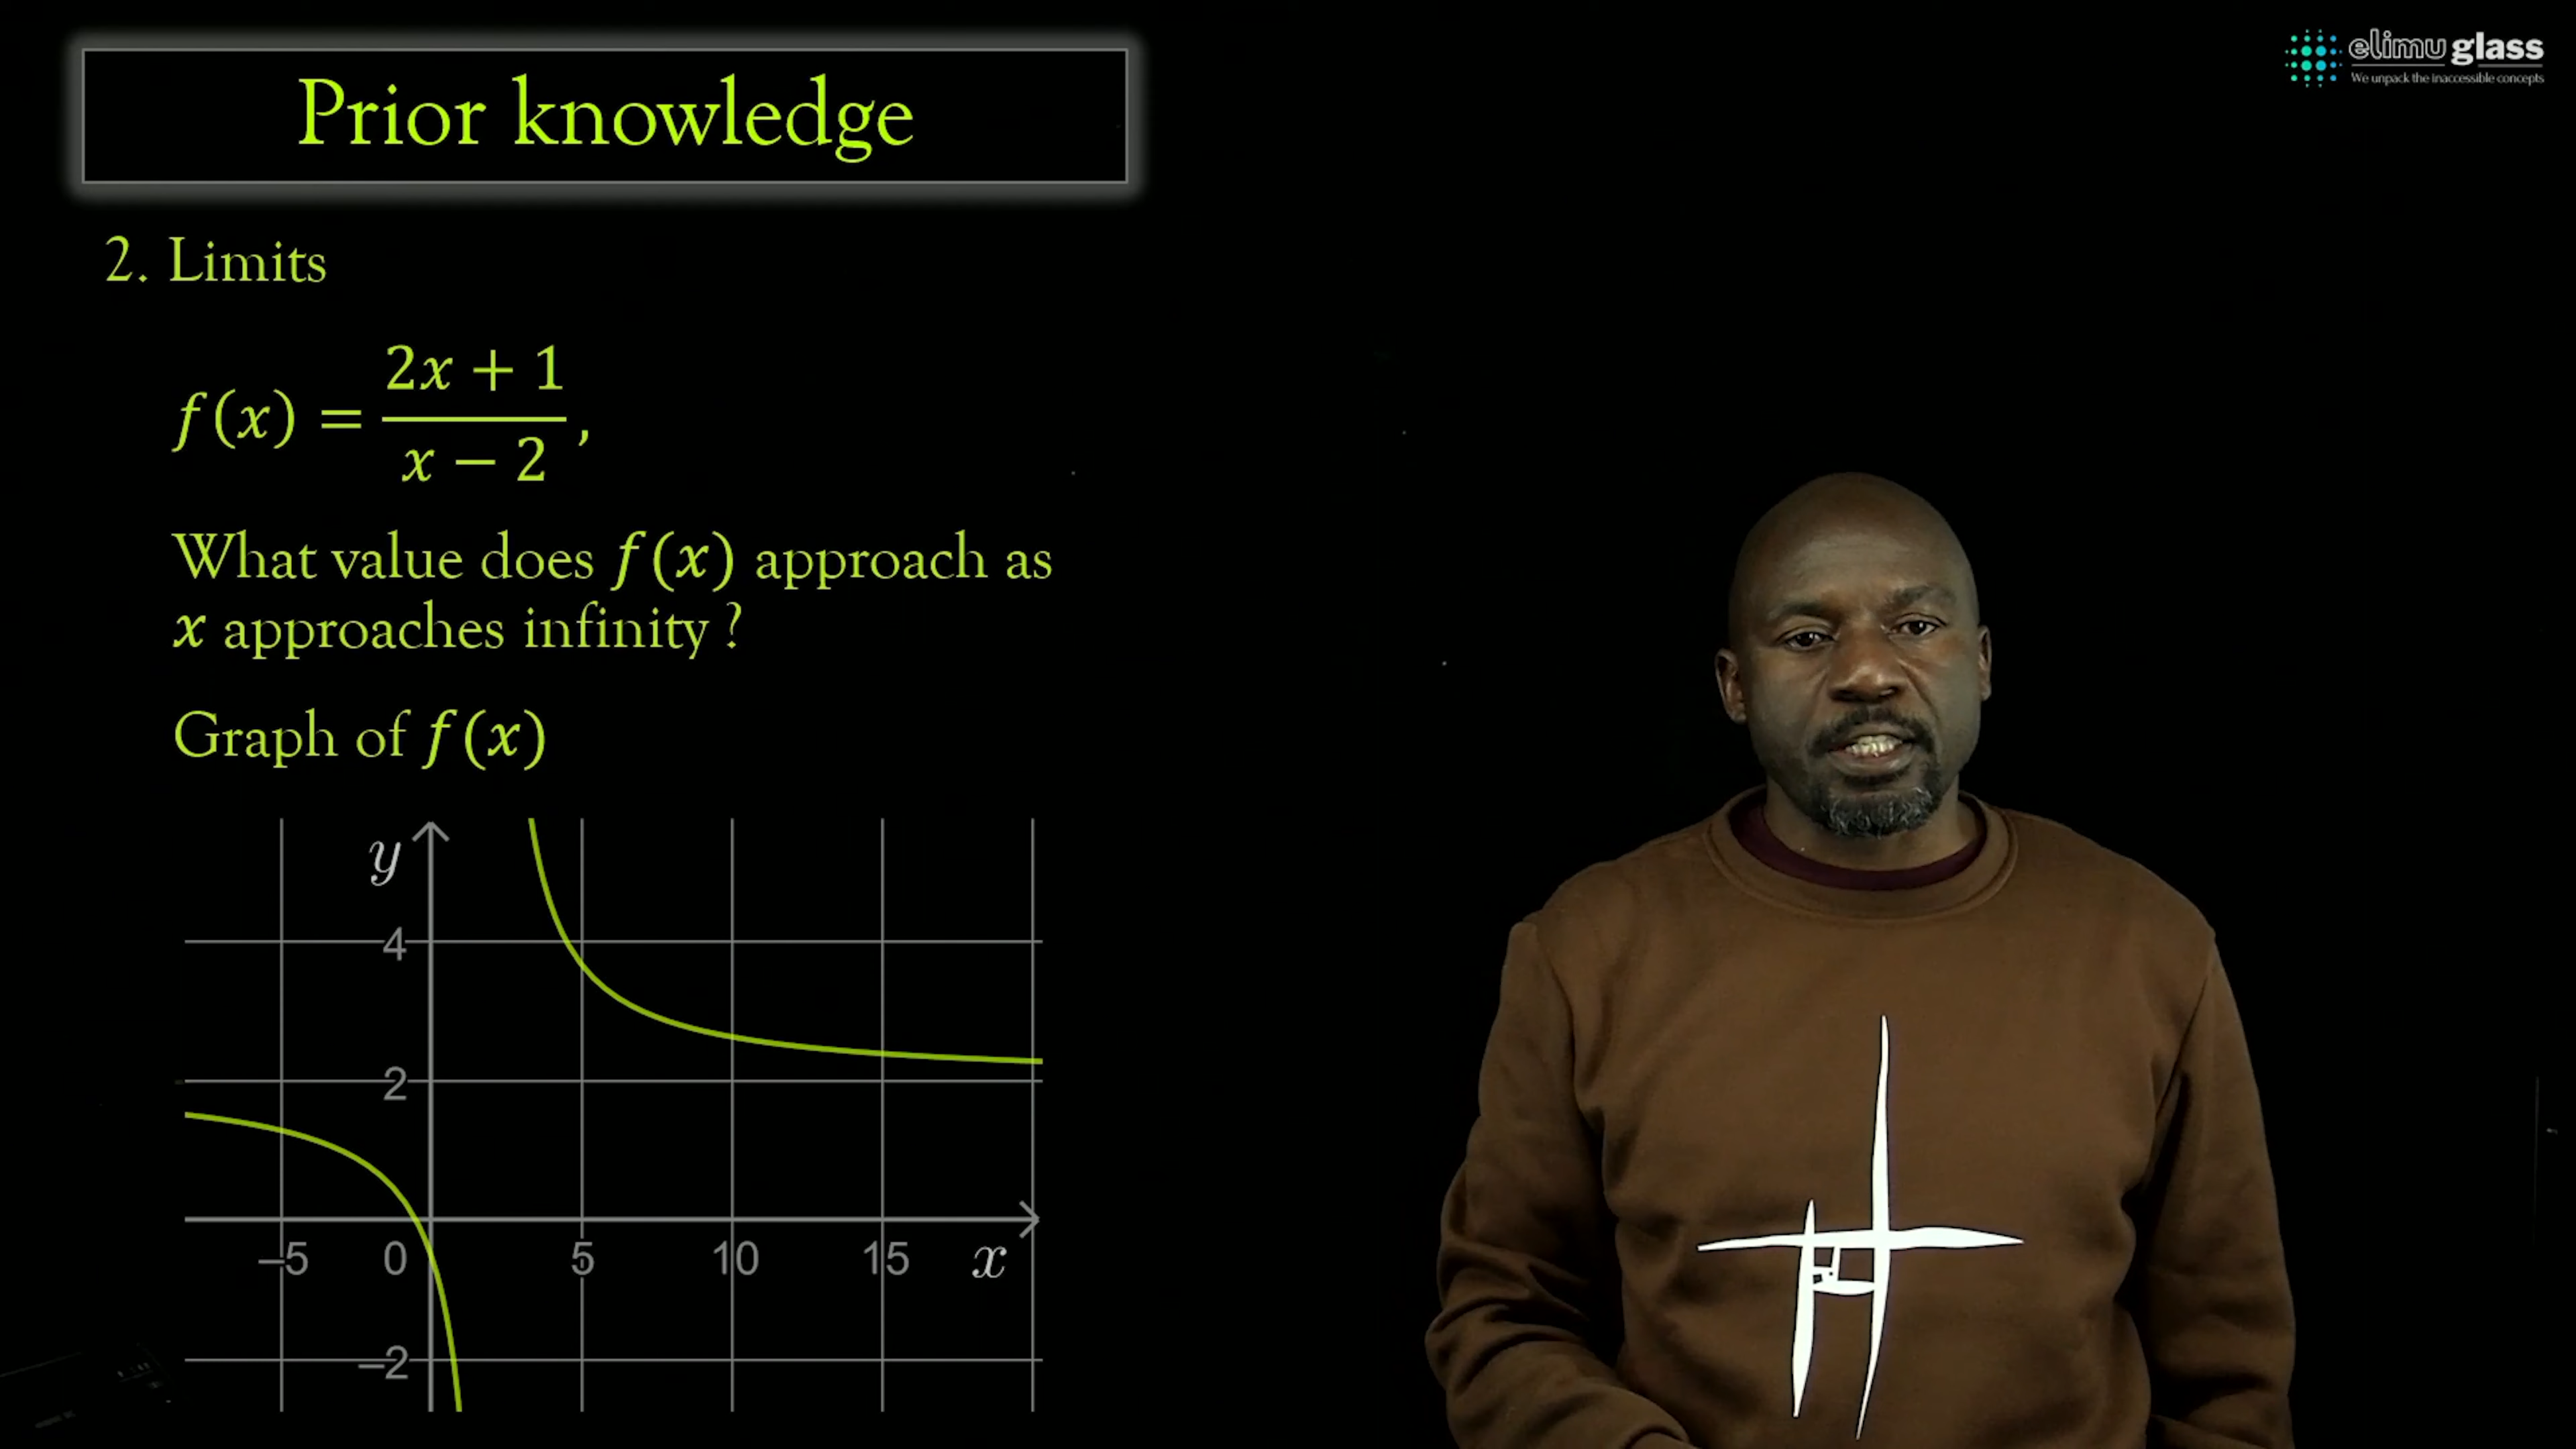 elimu glass
We unpack the inaccessible concepts
Prior knowledge
2. Limits
f(x) = \frac{2x + 1}{x - 2},
What value does f(x) approach as
x approaches infinity?
Graph of f(x)
y
4
2
-5 0 5 10 15 x
-2